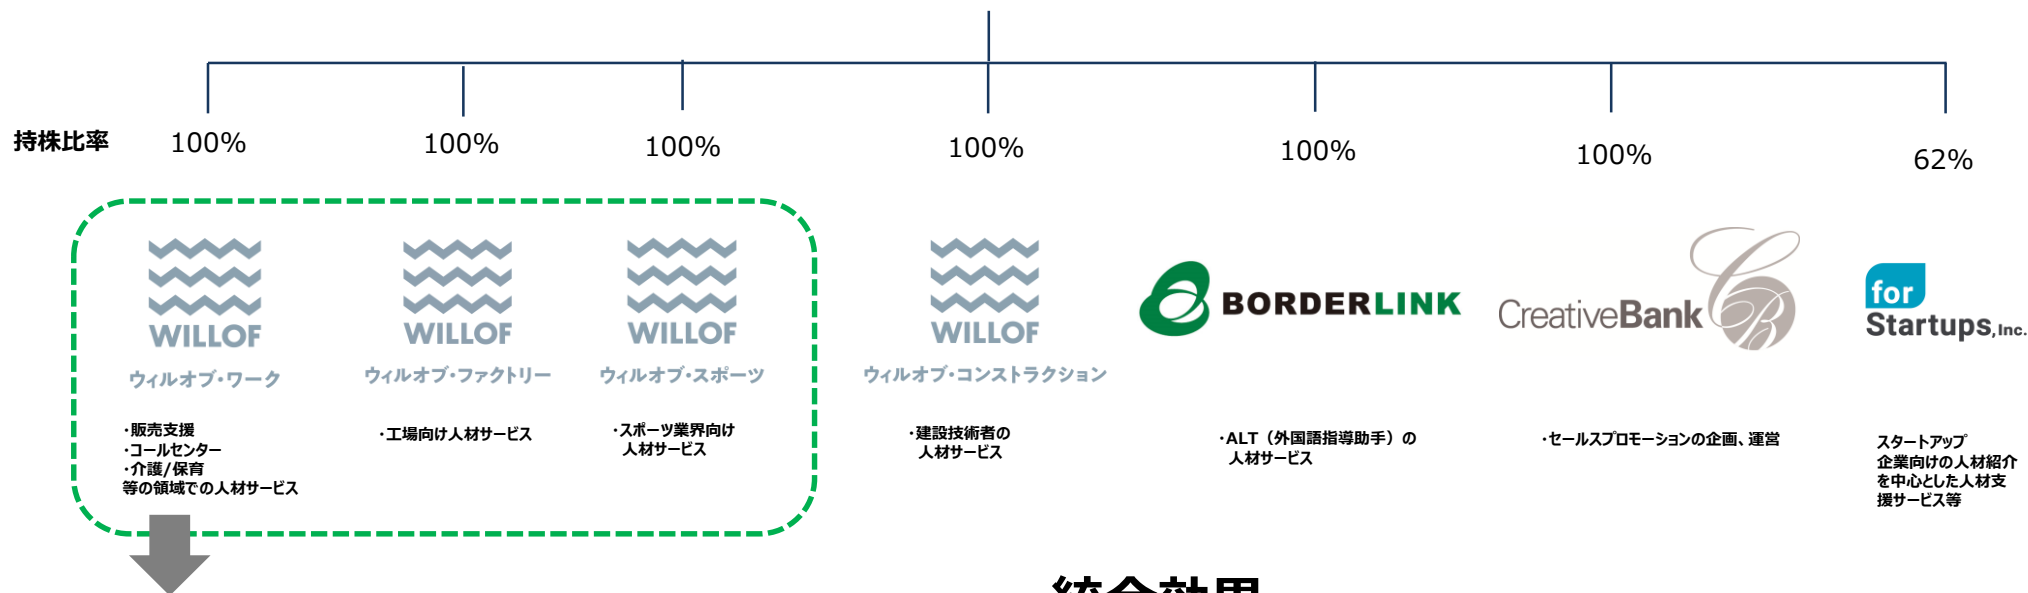 持株比率
100%
100%
100%
100%
100%
100%
62%
WILLOF
ウィルオブ・ワーク
・販売支援
・コールセンター
・介護/保育
等の領域での人材サービス
WILLOF
ウィルオブ・ファクトリー
・工場向け人材サービス
WILLOF
ウィルオブ・スポーツ
・スポーツ業界向け
人材サービス
WILLOF
ウィルオブ・コンストラクション
・建設技術者の
人材サービス
BORDERLINK
・ALT（外国語指導助手）の
人材サービス
CreativeBank
CB
・セールスプロモーションの企画、運営
for
Startups,Inc.
スタートアップ
企業向けの人材紹介
を中心とした人材支
援サービス等
統合効果